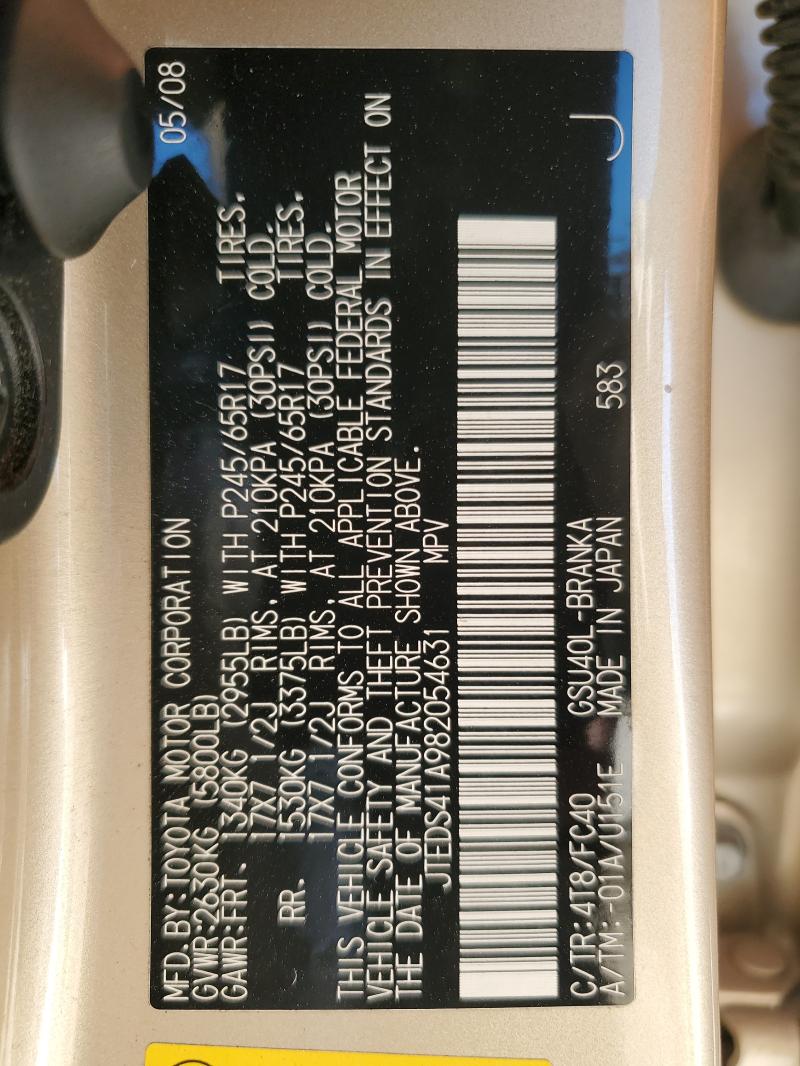 MFD. BY: TOYOTA MOTOR CORPORATION 05/08
GVWR: 2630KG (5800LB)
GAWR: FRT. 1340KG (2955LB) WITH P245/65R17 TIRES,
17X7 1/2J RIMS, AT 210KPA (30PSI) COLD.
RR. 1530KG (3375LB) WITH P245/65R17 TIRES,
17X7 1/2J RIMS, AT 210KPA (30PSI) COLD.
THIS VEHICLE CONFORMS TO ALL APPLICABLE FEDERAL MOTOR
VEHICLE SAFETY AND THEFT PREVENTION STANDARDS IN EFFECT ON
THE DATE OF MANUFACTURE SHOWN ABOVE.
JTEDS41A982054631 MPV
C/TR: 4T8/FC40 GSU40L-BRANKA J
A/TM: -01A/U151E MADE IN JAPAN 583